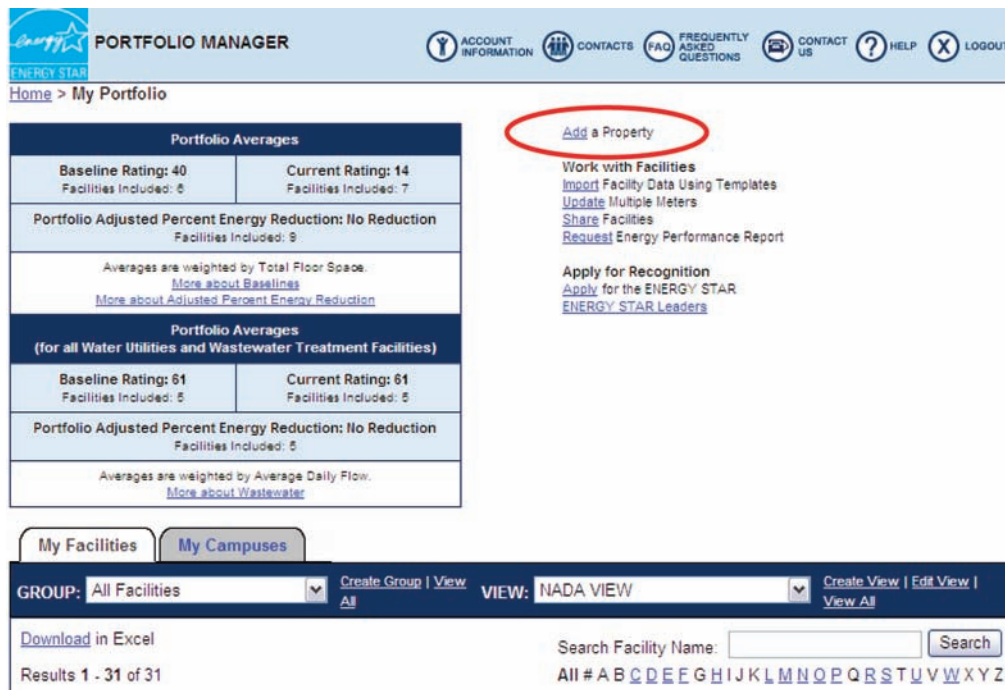 energy
ENERGY STAR
PORTFOLIO MANAGER
ACCOUNT INFORMATION
CONTACTS
FAQ
FREQUENTLY ASKED QUESTIONS
CONTACT US
?
HELP
X
LOGOUT
Home > My Portfolio
Portfolio Averages
Baseline Rating: 40
Facilities Included: 6
Current Rating: 14
Facilities Included: 7
Portfolio Adjusted Percent Energy Reduction: No Reduction
Facilities Included: 9
Averages are weighted by Total Floor Space.
More about Baselines
More about Adjusted Percent Energy Reduction
Portfolio Averages
(for all Water Utilities and Wastewater Treatment Facilities)
Baseline Rating: 61
Facilities Included: 5
Current Rating: 61
Facilities Included: 5
Portfolio Adjusted Percent Energy Reduction: No Reduction
Facilities Included: 5
Averages are weighted by Average Daily Flow.
More about Wastewater
Add a Property
Work with Facilities
Import Facility Data Using Templates
Update Multiple Meters
Share Facilities
Request Energy Performance Report
Apply for Recognition
Apply for the ENERGY STAR
ENERGY STAR Leaders
My Facilities
My Campuses
GROUP: All Facilities
Create Group | View
All
VIEW: NADA VIEW
Create View | Edit View |
View All
Download in Excel
Search Facility Name:
Search
Results 1 - 31 of 31
All # A B C D E F G H I J K L M N O P Q R S T U V W X Y Z